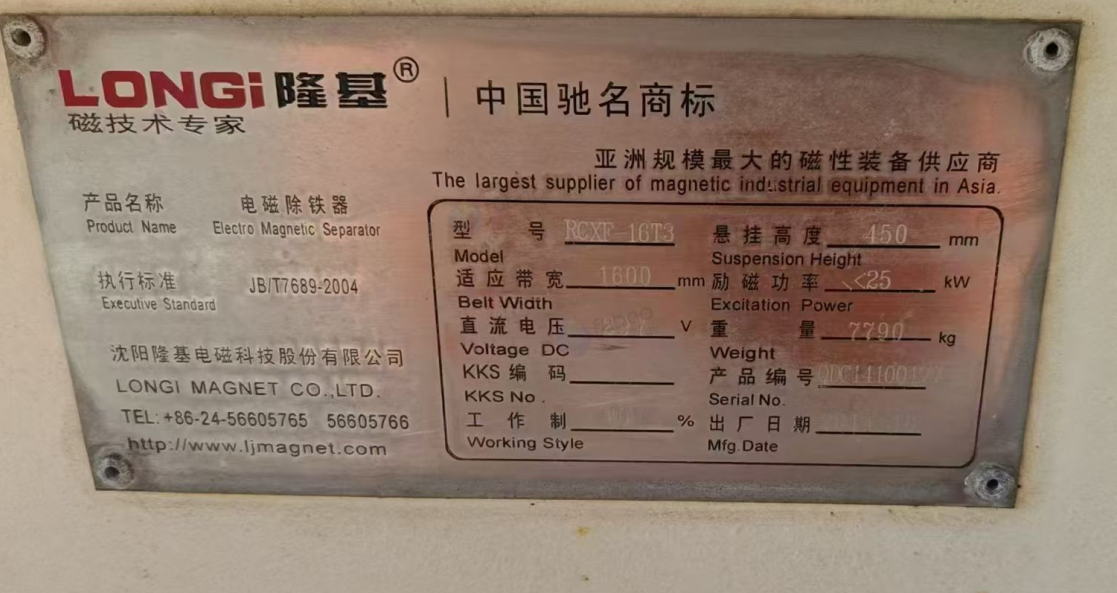 LONGi隆基® | 中国驰名商标
磁技术专家
亚洲规模最大的磁性装备供应商
The largest supplier of magnetic industrial equipment in Asia.
产品名称 电磁除铁器
Product Name Electro Magnetic Separator
执行标准 JB/T7689-2004
Executive Standard
沈阳隆基电磁科技股份有限公司
LONGI MAGNET CO.,LTD.
TEL: +86-24-56605765 56605766
http://www.ljmagnet.com
型号 RCXF-16T3 悬挂高度 450 mm
Model Suspension Height
适应带宽 1600 mm 励磁功率 <25 kW
Belt Width Excitation Power
直流电压 V 重量 7790 kg
Voltage DC Weight
KKS编码 产品编号
KKS No. Serial No.
工作制 % 出厂日期
Working Style Mfg.Date